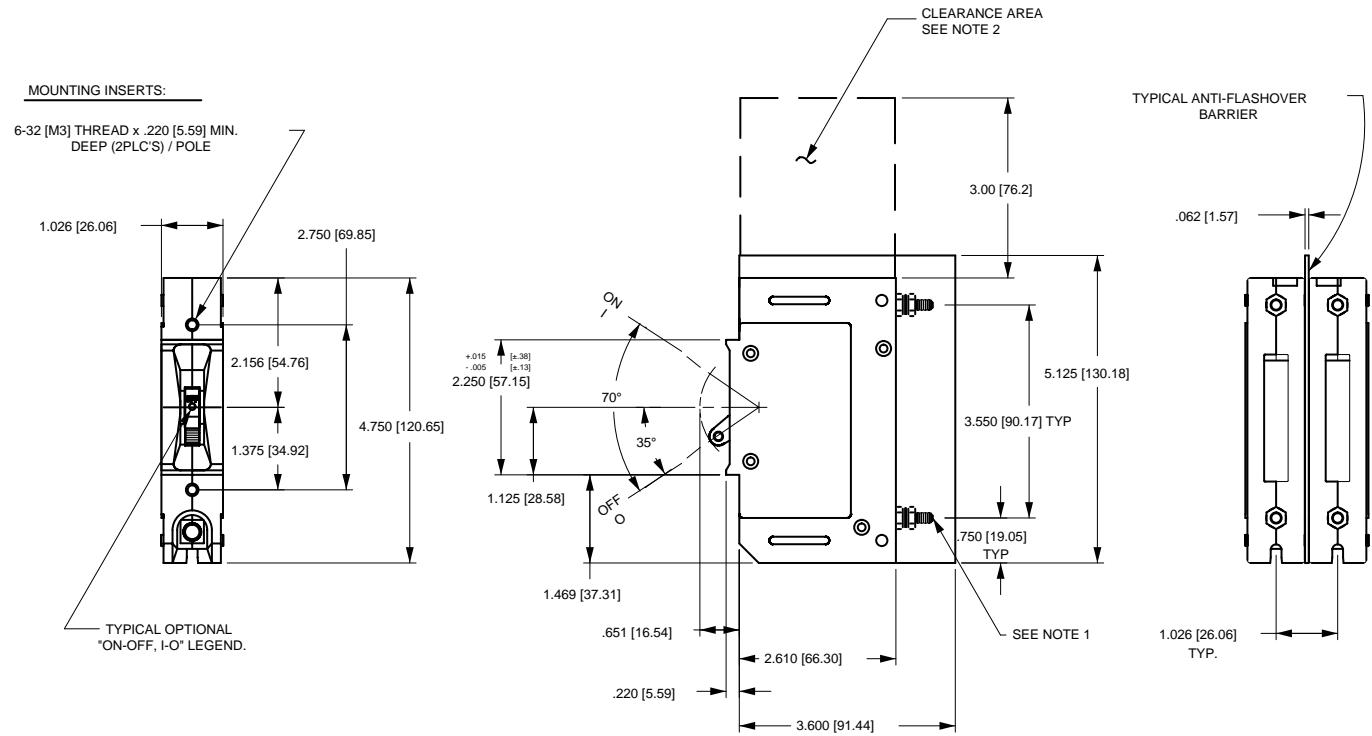 CLEARANCE AREA
SEE NOTE 2
MOUNTING INSERTS:
6-32 [M3] THREAD x .220 [5.59] MIN.
DEEP (2PLC'S) / POLE
TYPICAL ANTI-FLASHOVER
BARRIER
3.00 [76.2]
.062 [1.57]
1.026 [26.06]
2.750 [69.85]
2.156 [54.76]
4.750 [120.65]
1.375 [34.92]
TYPICAL OPTIONAL
"ON-OFF, I-O" LEGEND.
ON
I
+.015 [±.38]
- .005 [±.13]
2.250 [57.15]
70°
35°
1.125 [28.58]
OFF
O
1.469 [37.31]
.651 [16.54]
.220 [5.59]
2.610 [66.30]
3.600 [91.44]
5.125 [130.18]
3.550 [90.17] TYP
.750 [19.05]
TYP
SEE NOTE 1
1.026 [26.06]
TYP.